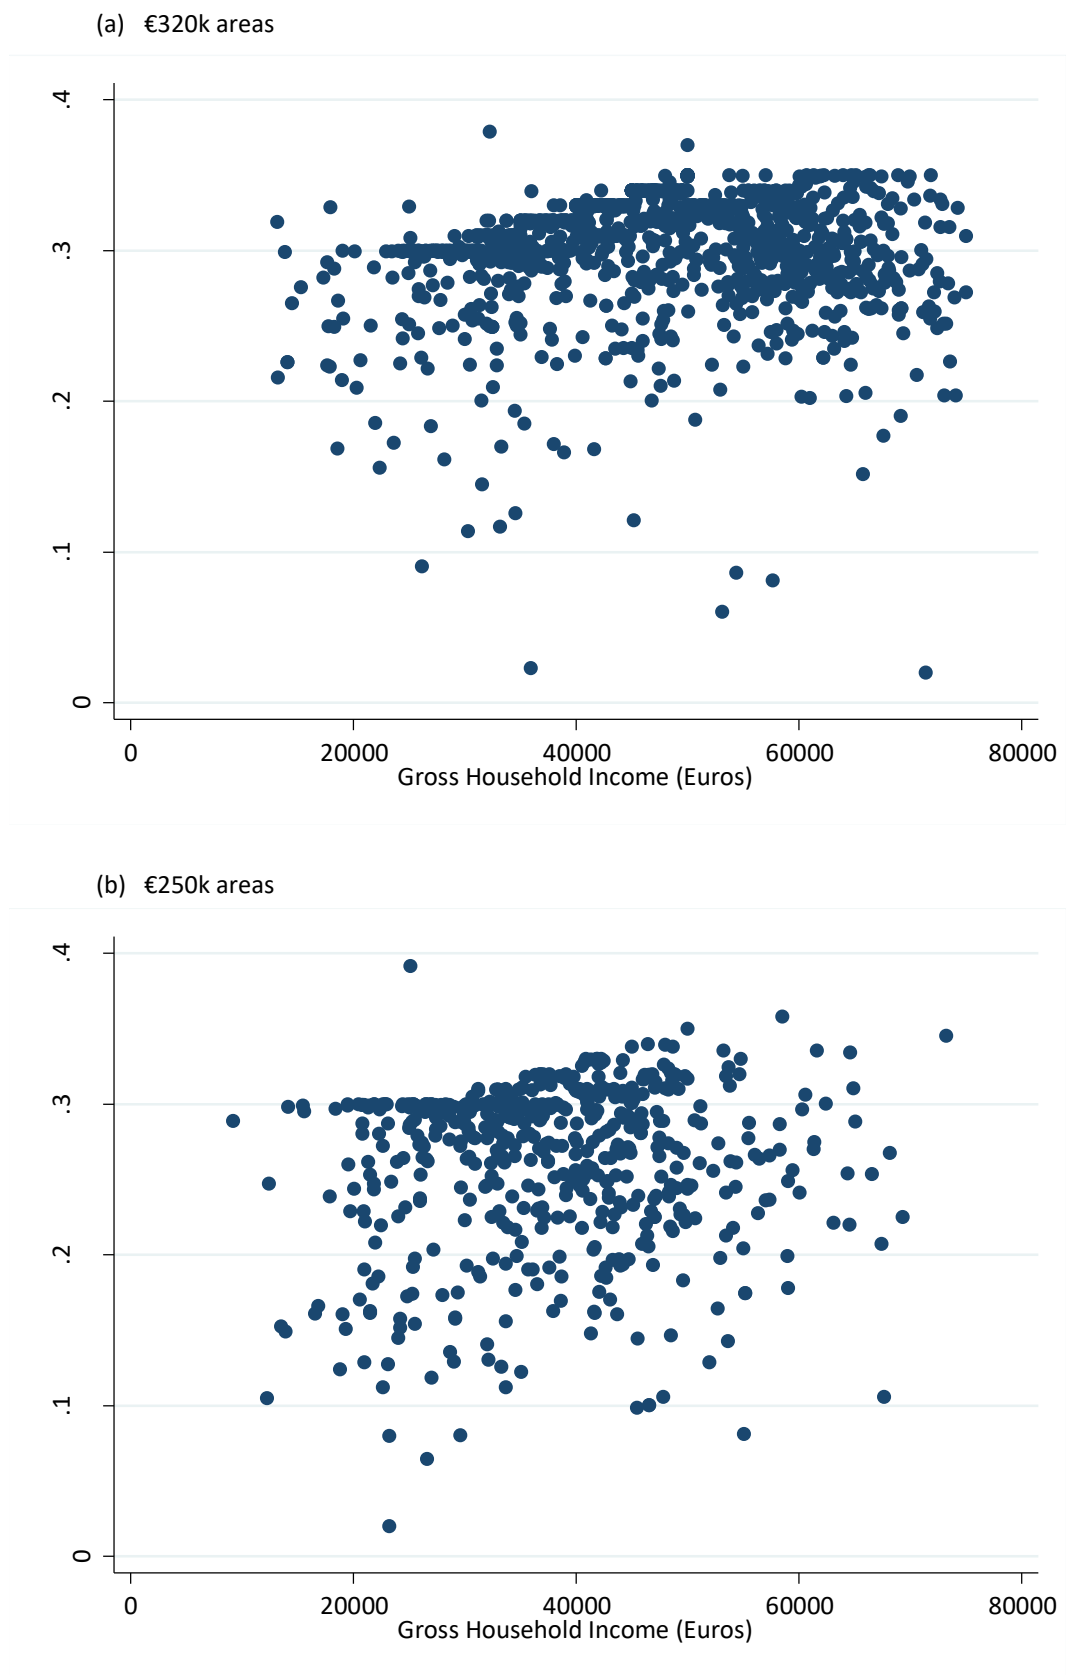 (a) €320k areas
.4
.3
.2
.1
0
0 20000 40000 60000 80000
Gross Household Income (Euros)
(b) €250k areas
.4
.3
.2
.1
0
0 20000 40000 60000 80000
Gross Household Income (Euros)